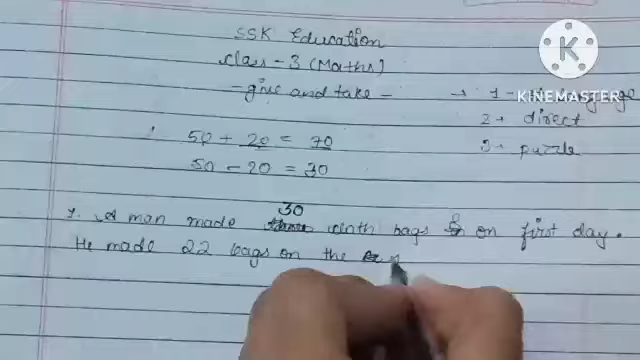 SSK Education
Class - 3 (Maths)
- give and take -
→ 1 -
KINEMASTER
2 → direct
3 → puzzle
50 + 20 = 70
50 - 20 = 30
1. A man made 30 cloth bags on first day.
He made 22 bags on the